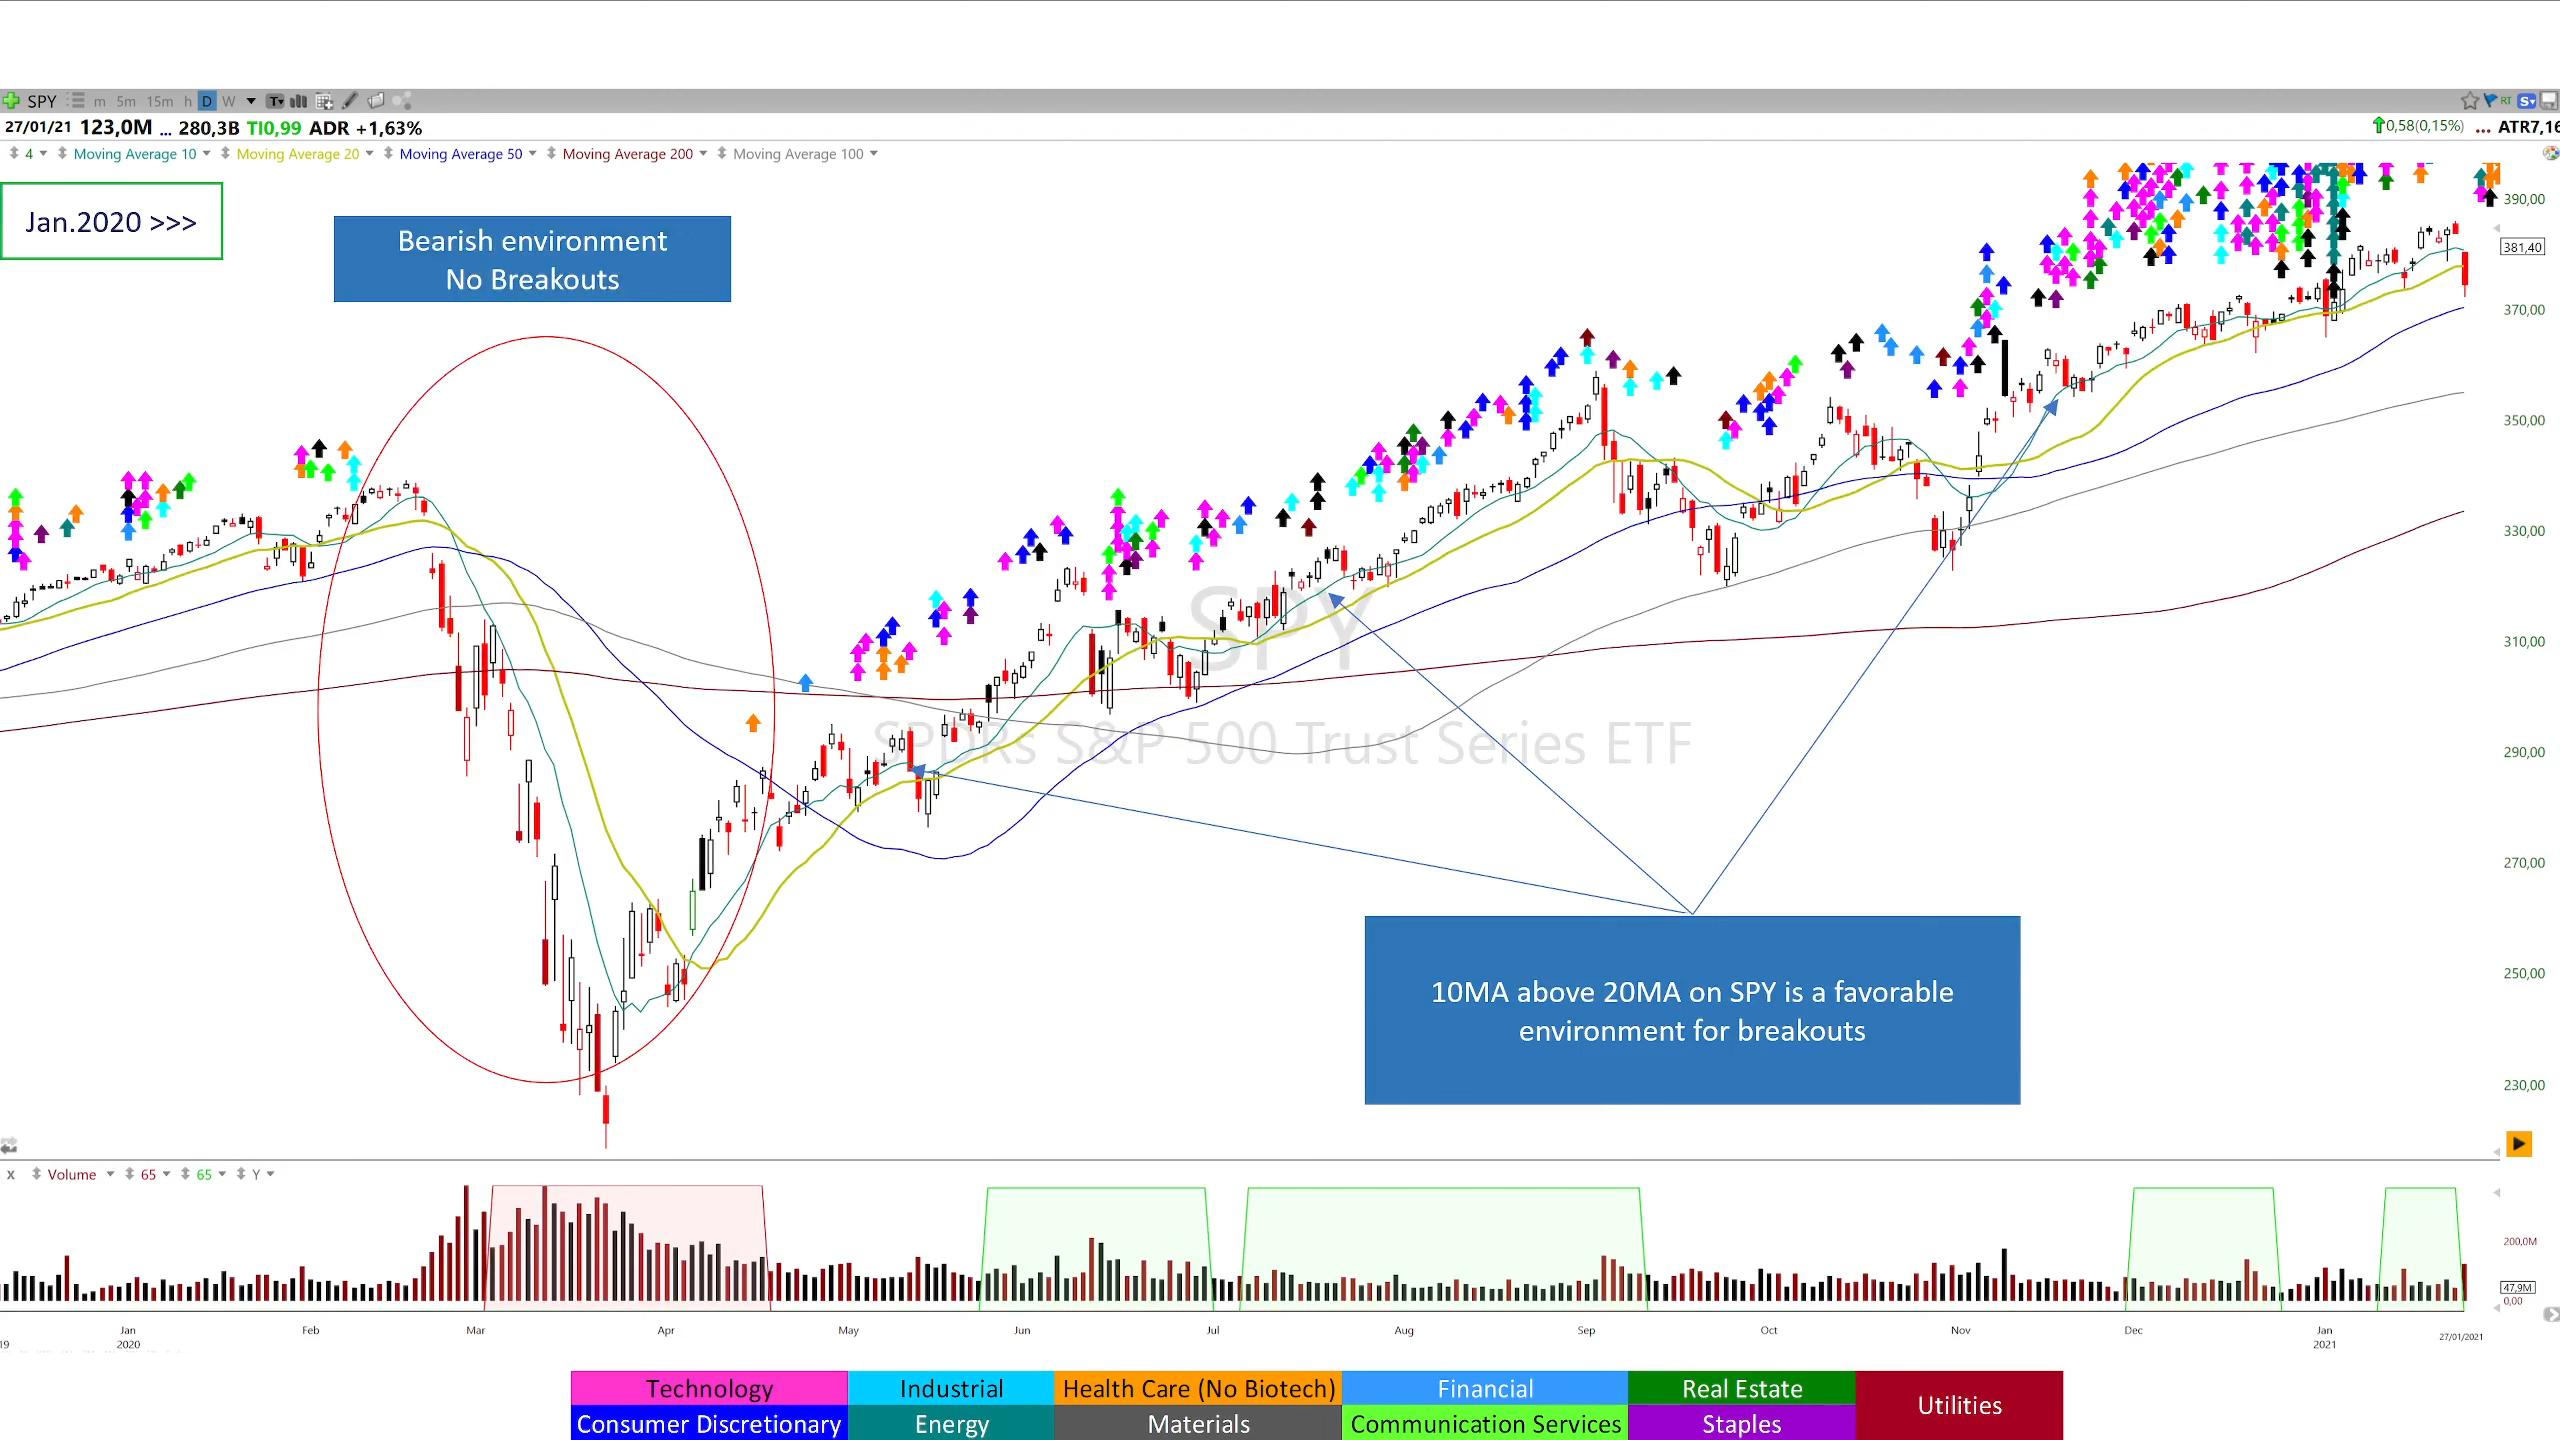 SPY m 5m 15m h D W T RT S
27/01/21 123,0M ... 280,3B TI0,99 ADR +1,63% 0,58(0,15%) ... ATR7,16
4 Moving Average 10 Moving Average 20 Moving Average 50 Moving Average 200 Moving Average 100
Jan.2020 >>>
Bearish environment
No Breakouts
390,00
381,40
370,00
350,00
330,00
310,00
290,00
270,00
250,00
230,00
SPY
SPDRs S&P 500 Trust Series ETF
10MA above 20MA on SPY is a favorable
environment for breakouts
x Volume 65 65 Y
200,0M
47,9M
0,00
Jan Feb Mar Apr May Jun Jul Aug Sep Oct Nov Dec Jan
19 2020 2021 27/01/2021
Technology Industrial Health Care (No Biotech) Financial Real Estate Utilities
Consumer Discretionary Energy Materials Communication Services Staples